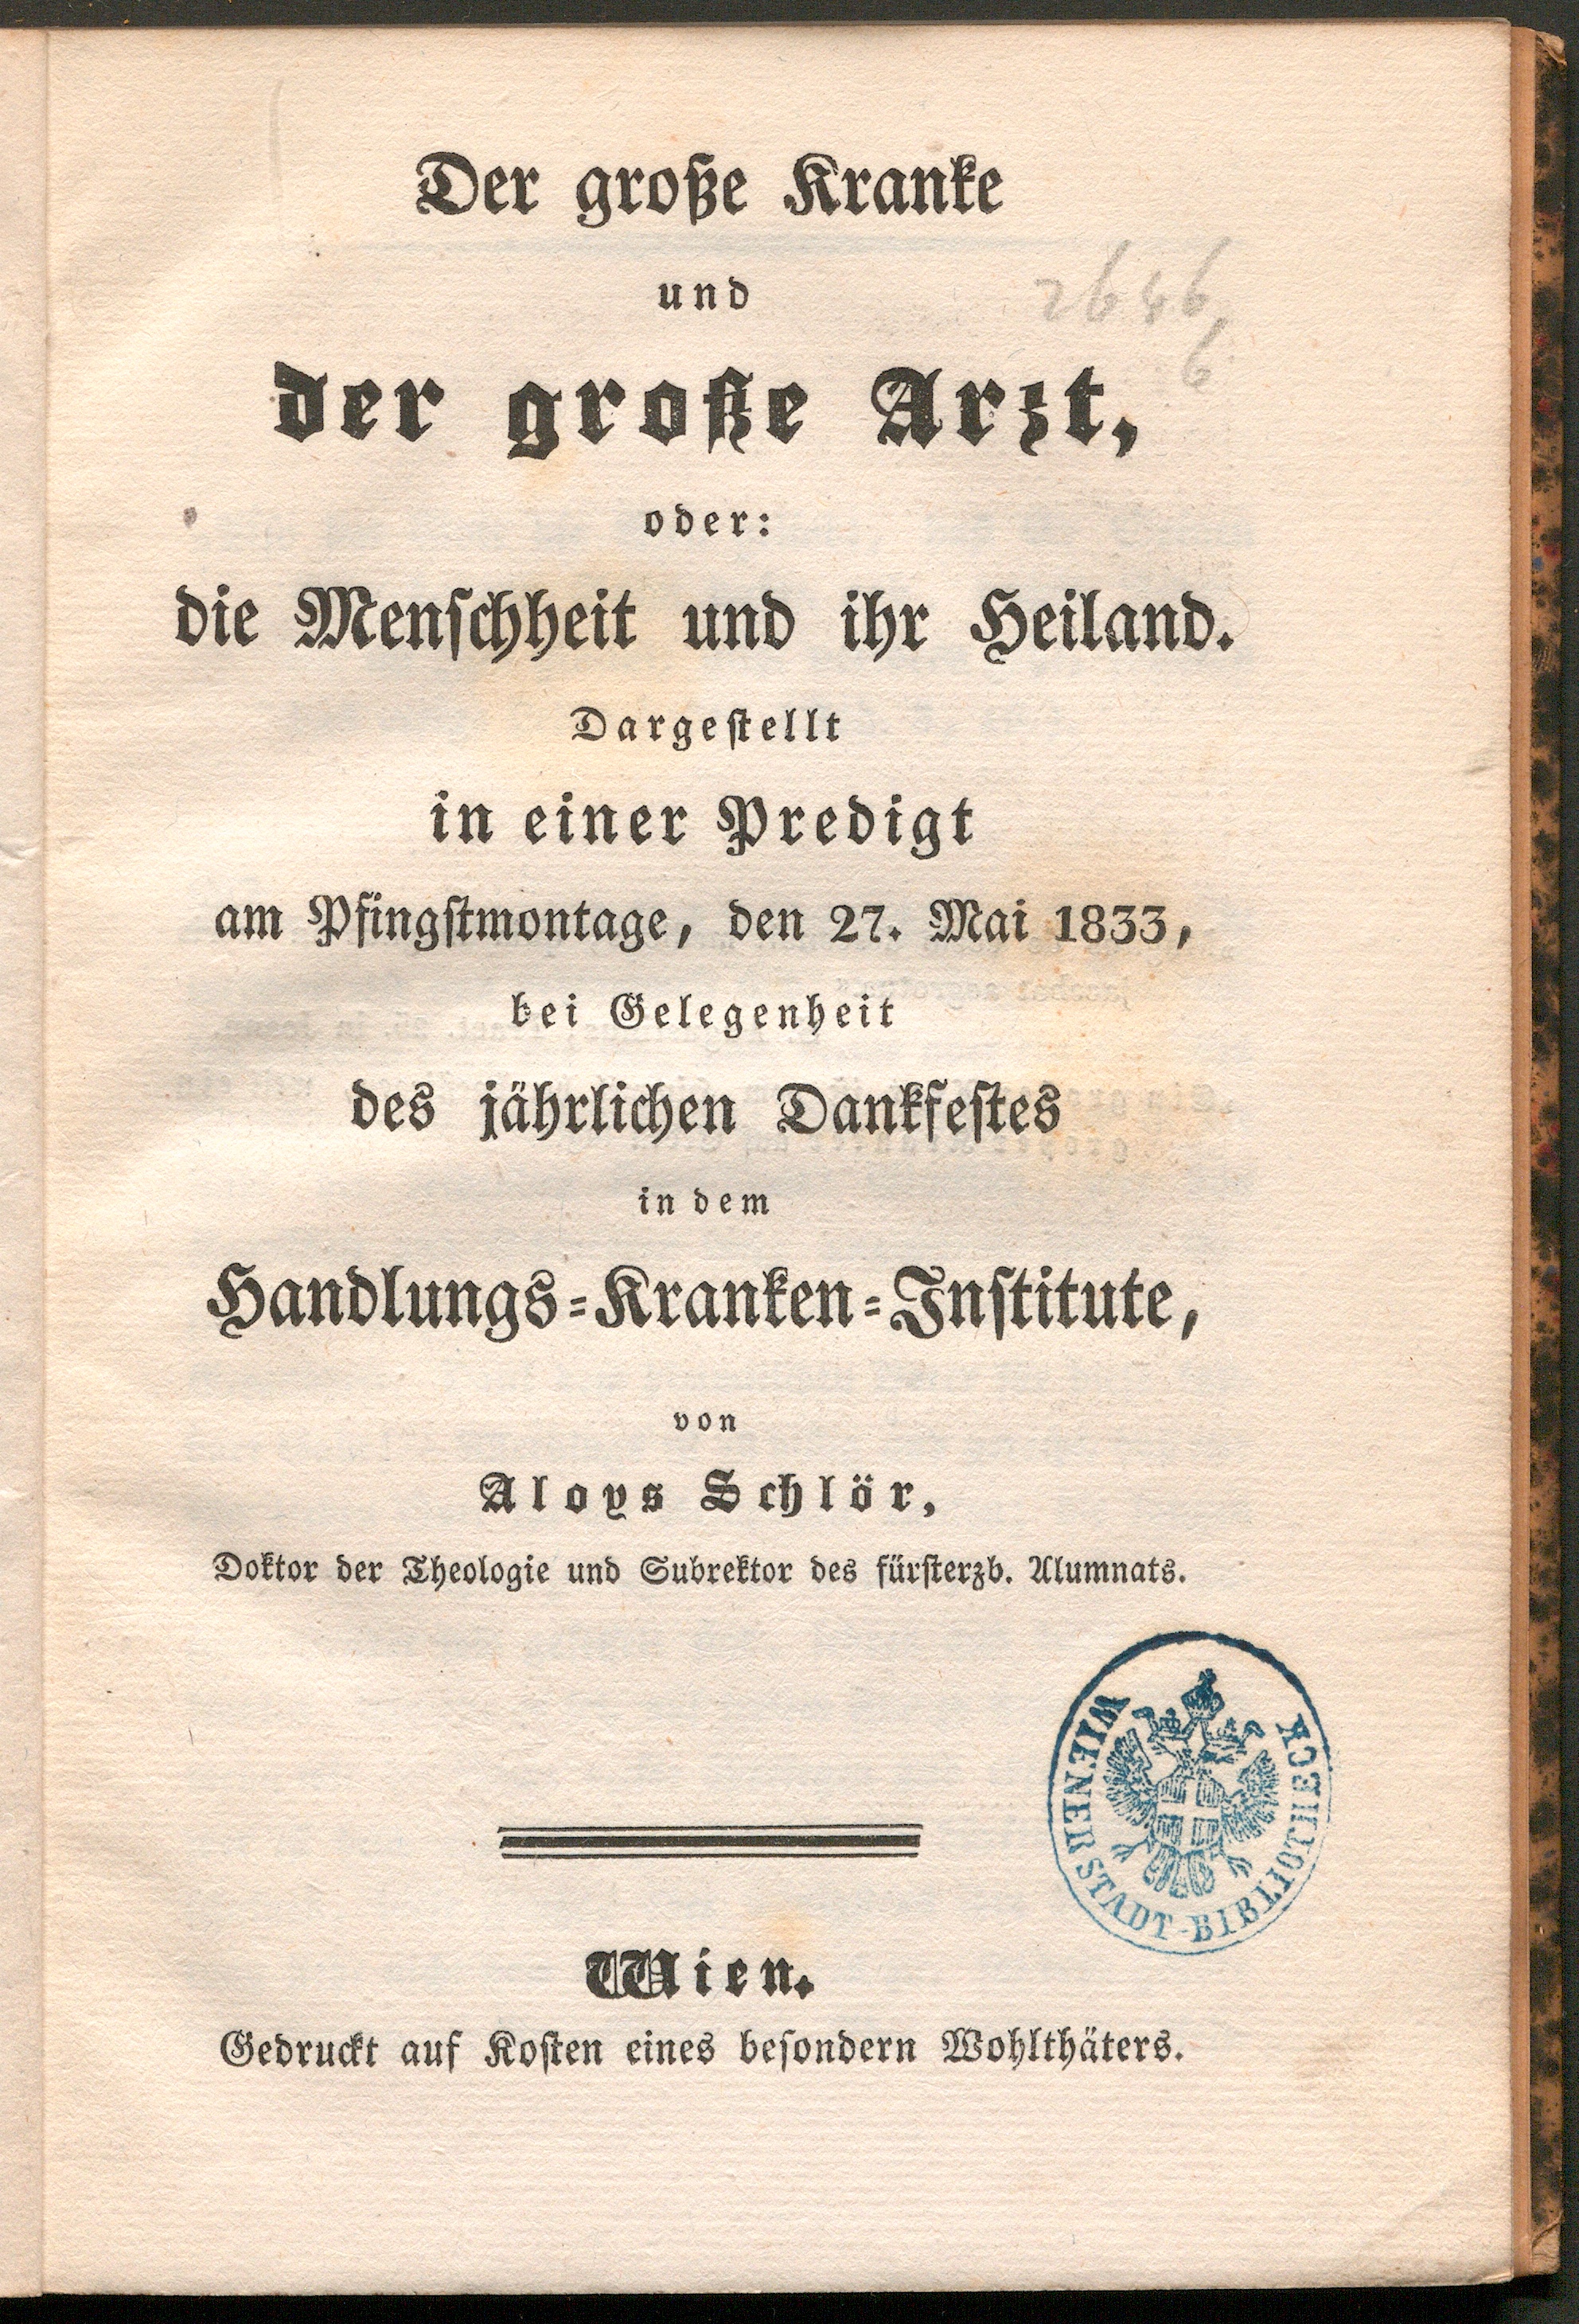 Der große Kranke
und
der große Arzt,
oder:
die Menschheit und ihr Heiland.
Dargestellt
in einer Predigt
am Pfingstmontage, den 27. Mai 1833,
bei Gelegenheit
des jährlichen Dankfestes
in dem
Handlungs-Kranken-Institute,
von
Aloys Schlör,
Doktor der Theologie und Subrektor des fürsterzb. Alumnats.
WIENER STADT-BIBLIOTHECK
Wien.
Gedruckt auf Kosten eines besondern Wohlthäters.